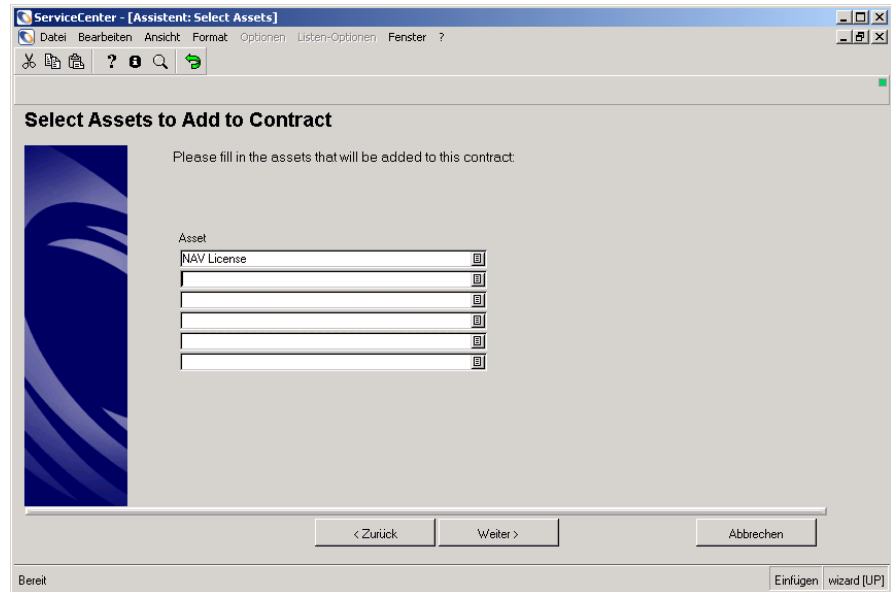 ServiceCenter - [Assistent: Select Assets]
Datei Bearbeiten Ansicht Format Optionen Listen-Optionen Fenster ?
Select Assets to Add to Contract
Please fill in the assets that will be added to this contract:
Asset
NAV License
< Zurück Weiter > Abbrechen
Bereit Einfügen wizard [UP]